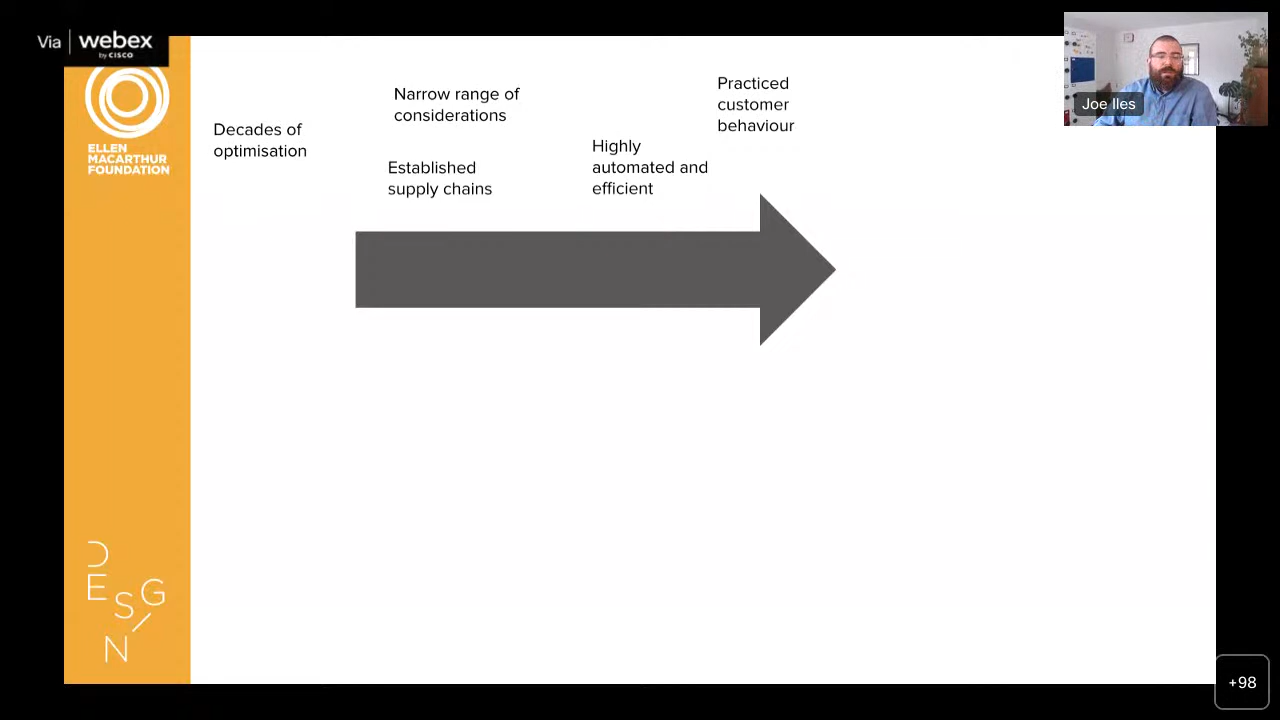 Via webex
by CISCO
ELLEN
MACARTHUR
FOUNDATION
Decades of
optimisation
Narrow range of
considerations
Established
supply chains
Highly
automated and
efficient
Practiced
customer
behaviour
Joe Iles
DESIGN
+98